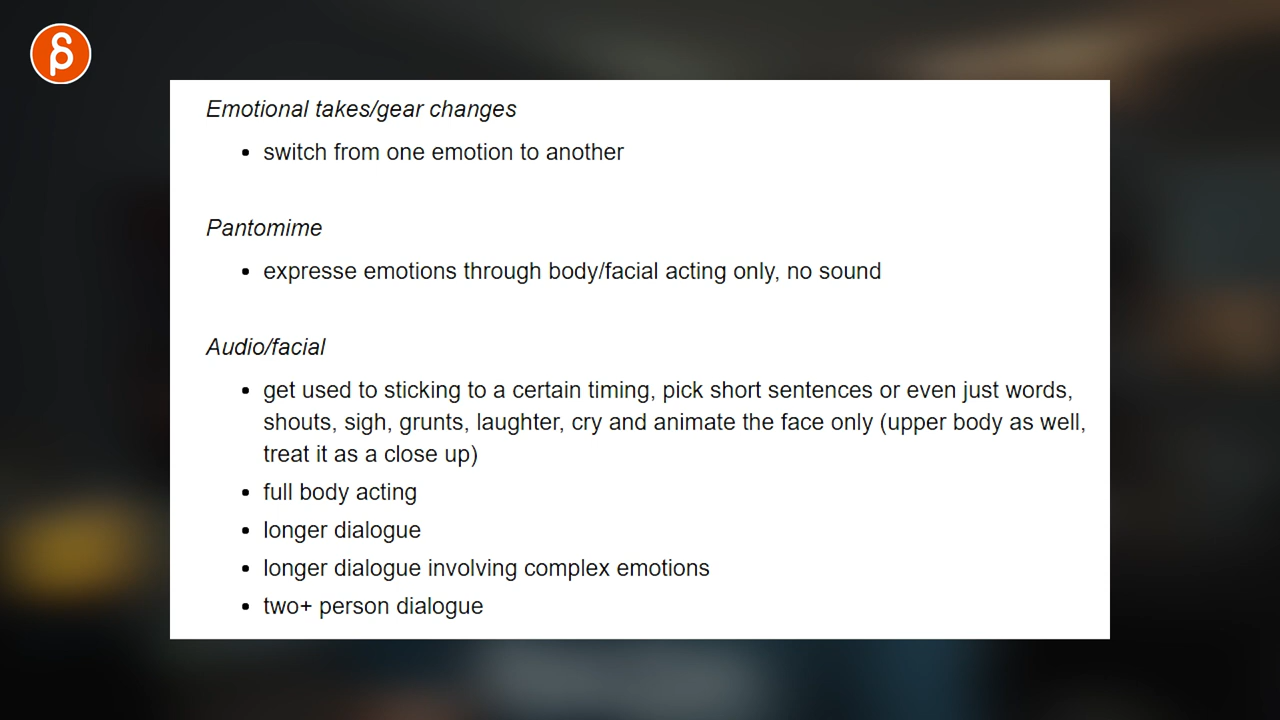 Emotional takes/gear changes
• switch from one emotion to another
Pantomime
• expresse emotions through body/facial acting only, no sound
Audio/facial
• get used to sticking to a certain timing, pick short sentences or even just words,
shouts, sigh, grunts, laughter, cry and animate the face only (upper body as well,
treat it as a close up)
• full body acting
• longer dialogue
• longer dialogue involving complex emotions
• two+ person dialogue